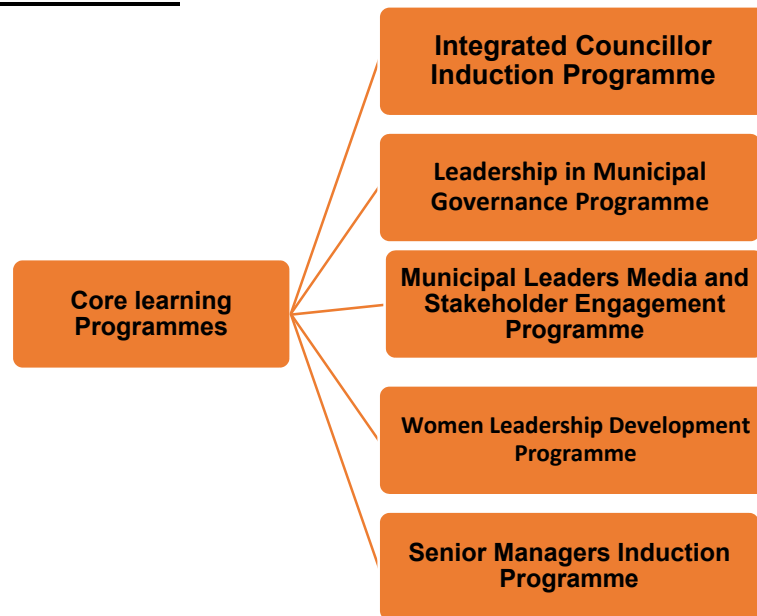 Integrated Councillor
Induction Programme
Leadership in Municipal
Governance Programme
Municipal Leaders Media and
Stakeholder Engagement
Programme
Core learning
Programmes
Women Leadership Development
Programme
Senior Managers Induction
Programme